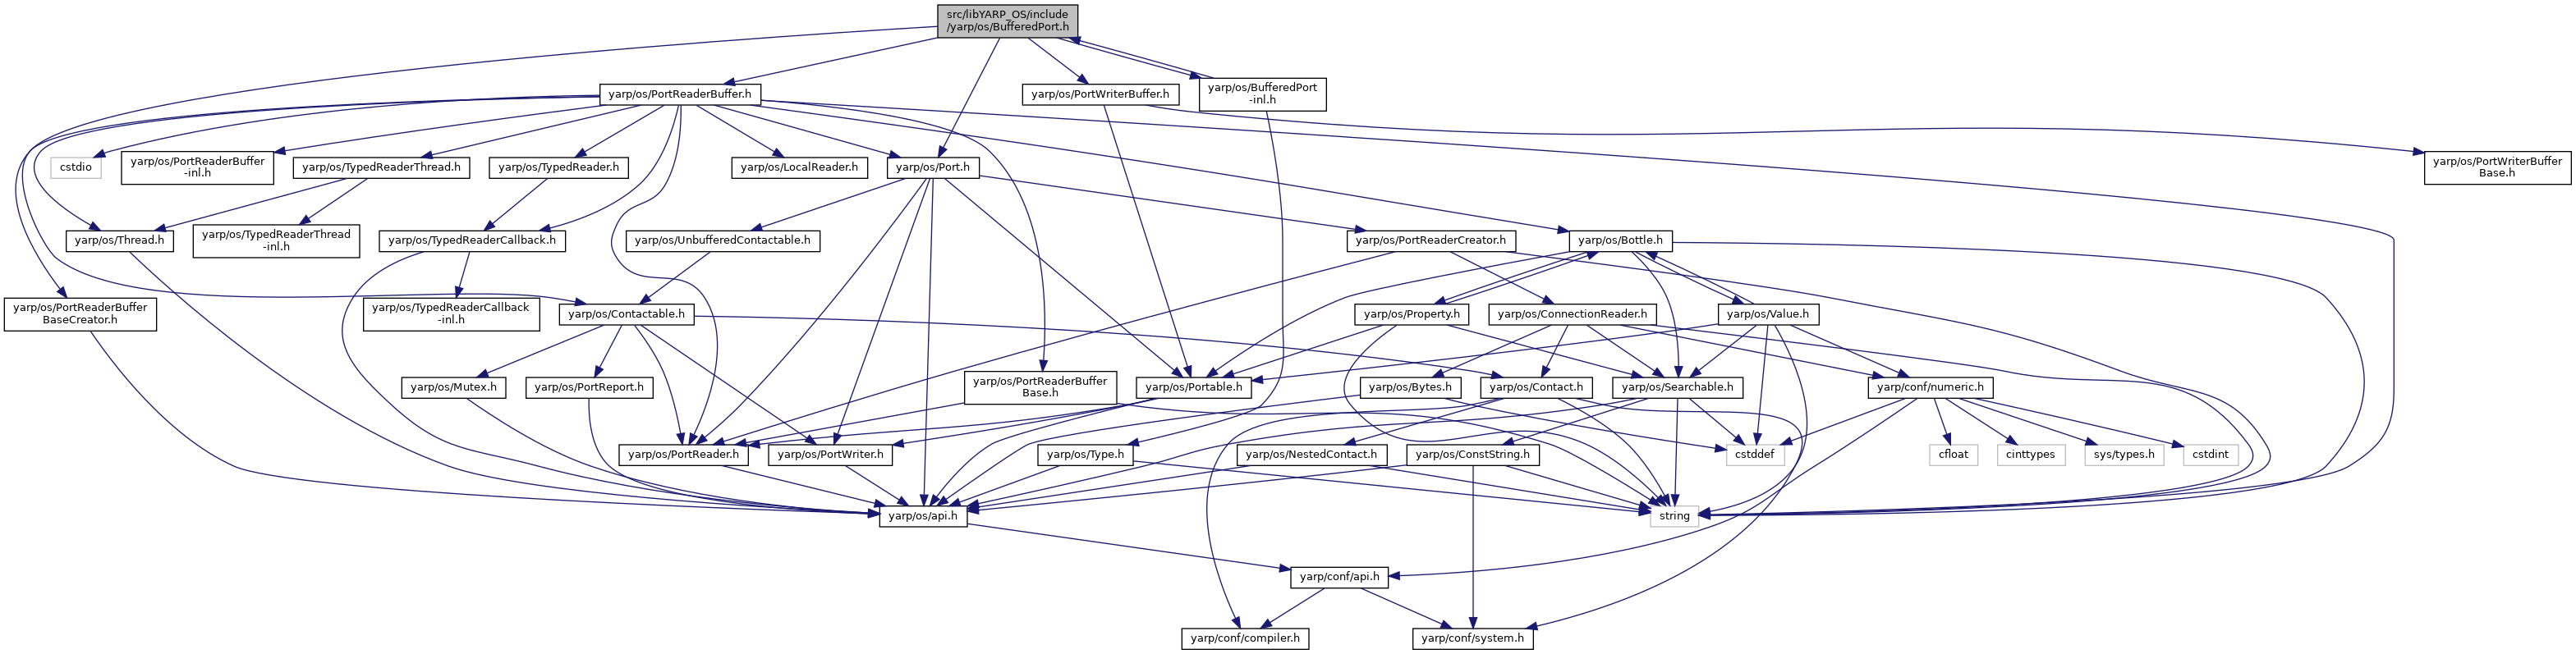 src/libYARP_OS/include
/yarp/os/BufferedPort.h
yarp/os/PortReaderBuffer.h
yarp/os/PortWriterBuffer.h
yarp/os/BufferedPort
-inl.h
cstdio
yarp/os/PortReaderBuffer
-inl.h
yarp/os/TypedReaderThread.h
yarp/os/TypedReader.h
yarp/os/LocalReader.h
yarp/os/Port.h
yarp/os/PortWriterBuffer
Base.h
yarp/os/Thread.h
yarp/os/TypedReaderThread
-inl.h
yarp/os/TypedReaderCallback.h
yarp/os/UnbufferedContactable.h
yarp/os/PortReaderCreator.h
yarp/os/Bottle.h
yarp/os/PortReaderBuffer
BaseCreator.h
yarp/os/TypedReaderCallback
-inl.h
yarp/os/Contactable.h
yarp/os/Property.h
yarp/os/ConnectionReader.h
yarp/os/Value.h
yarp/os/Mutex.h
yarp/os/PortReport.h
yarp/os/PortReaderBuffer
Base.h
yarp/os/Portable.h
yarp/os/Bytes.h
yarp/os/Contact.h
yarp/os/Searchable.h
yarp/conf/numeric.h
yarp/os/PortReader.h
yarp/os/PortWriter.h
yarp/os/Type.h
yarp/os/NestedContact.h
yarp/os/ConstString.h
cstddef
cfloat
cinttypes
sys/types.h
cstdint
yarp/os/api.h
string
yarp/conf/api.h
yarp/conf/compiler.h
yarp/conf/system.h